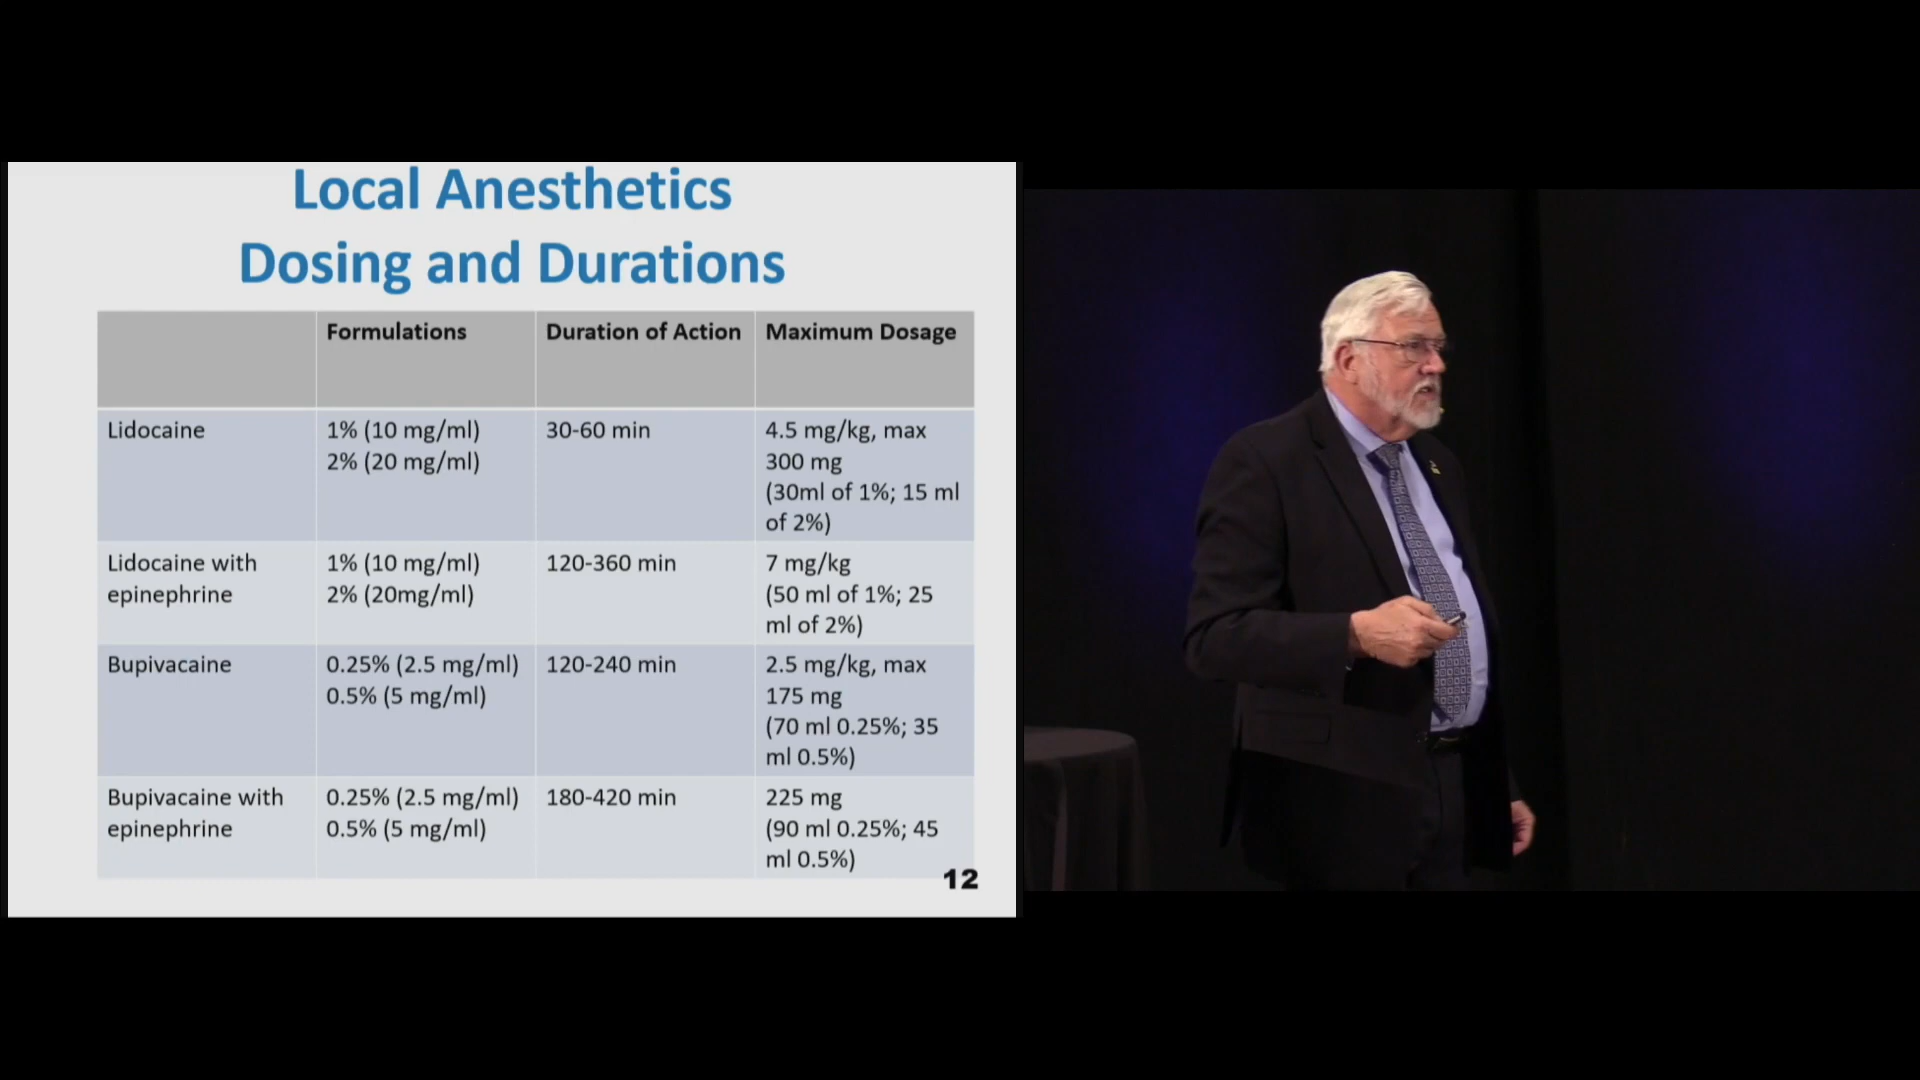 Local Anesthetics
Dosing and Durations
Formulations
Duration of Action
Maximum Dosage
Lidocaine
1% (10 mg/ml)
2% (20 mg/ml)
30-60 min
4.5 mg/kg, max
300 mg
(30ml of 1%; 15 ml
of 2%)
Lidocaine with
epinephrine
1% (10 mg/ml)
2% (20mg/ml)
120-360 min
7 mg/kg
(50 ml of 1%; 25
ml of 2%)
Bupivacaine
0.25% (2.5 mg/ml)
0.5% (5 mg/ml)
120-240 min
2.5 mg/kg, max
175 mg
(70 ml 0.25%; 35
ml 0.5%)
Bupivacaine with
epinephrine
0.25% (2.5 mg/ml)
0.5% (5 mg/ml)
180-420 min
225 mg
(90 ml 0.25%; 45
ml 0.5%)
12